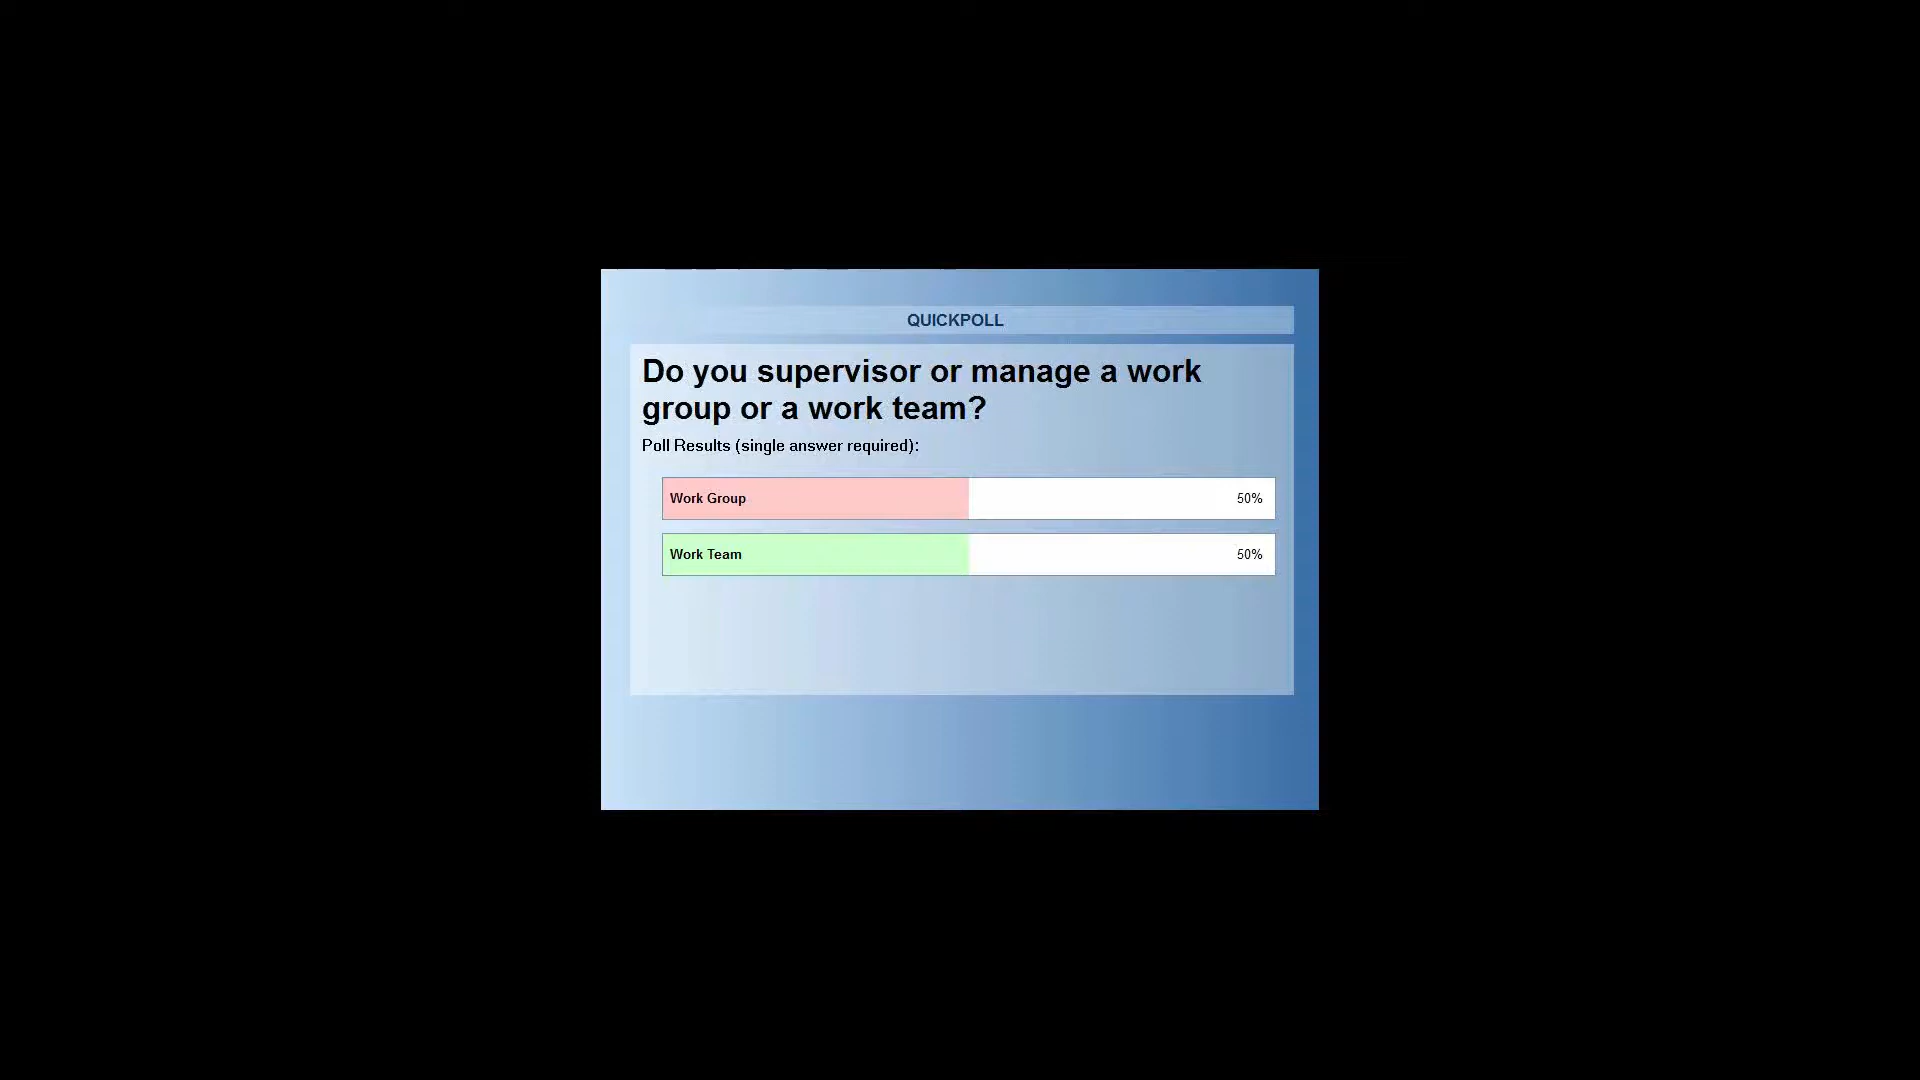 QUICKPOLL
Do you supervisor or manage a work
group or a work team?
Poll Results (single answer required):
Work Group 50%
Work Team 50%